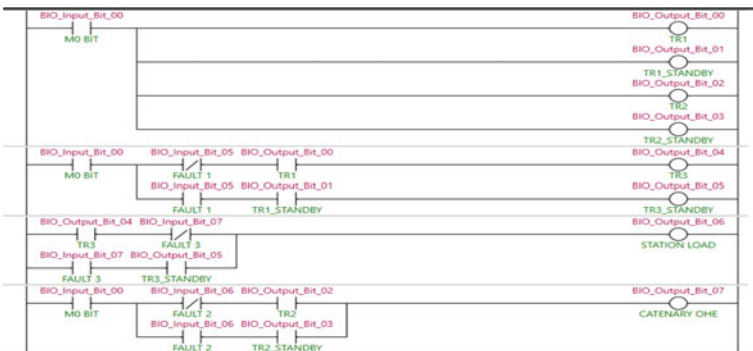 BIO_Input_Bit_00 BIO_Output_Bit_00
M0 BIT TR1
BIO_Output_Bit_01
TR1_STANDBY
BIO_Output_Bit_02
TR2
BIO_Output_Bit_03
TR2_STANDBY
BIO_Input_Bit_00 BIO_Input_Bit_05 BIO_Output_Bit_00 BIO_Output_Bit_04
M0 BIT FAULT 1 TR1 TR3
BIO_Input_Bit_05 BIO_Output_Bit_01 BIO_Output_Bit_05
FAULT 1 TR1_STANDBY TR3_STANDBY
BIO_Output_Bit_04 BIO_Input_Bit_07 BIO_Output_Bit_06
TR3 FAULT 3 STATION LOAD
BIO_Input_Bit_07 BIO_Output_Bit_05
FAULT 3 TR3_STANDBY
BIO_Input_Bit_00 BIO_Input_Bit_06 BIO_Output_Bit_02 BIO_Output_Bit_07
M0 BIT FAULT 2 TR2 CATENARY OHE
BIO_Input_Bit_06 BIO_Output_Bit_03
FAULT 2 TR2_STANDBY